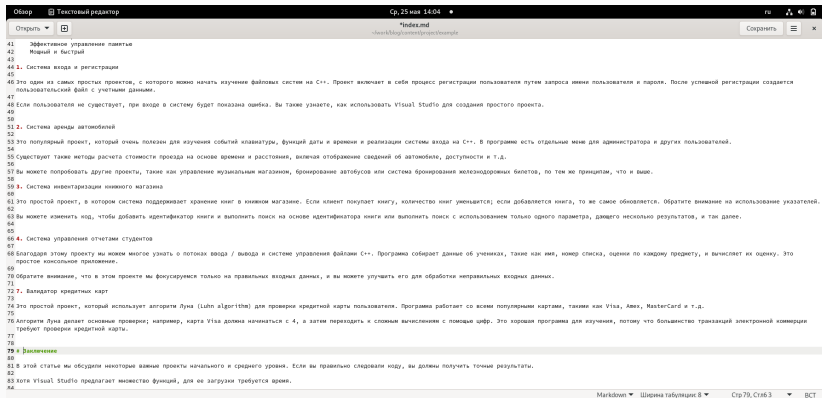 Обзор Текстовый редактор Ср, 25 мая 14:04 ru
Открыть *index.md Сохранить
41 Эффективное управление памятью
42 Мощный и быстрый
43
44 1. Система входа и регистрации
45
46 Это один из самых простых проектов, с которого можно начать изучение файловых систем на C++. Проект включает в себя процесс регистрации пользователя путем запроса имени пользователя и пароля. После успешной регистрации создается
пользовательский файл с учетными данными.
47
48 Если пользователя не существует, при входе в систему будет показана ошибка. Вы также узнаете, как использовать Visual Studio для создания простого проекта.
49
50
51 2. Система аренды автомобилей
52
53 Это популярный проект, который очень полезен для изучения событий клавиатуры, функций даты и времени и реализации системы входа на C++. В программе есть отдельные меню для администратора и других пользователей.
54
55 Существуют также методы расчета стоимости проезда на основе времени и расстояния, включая отображение сведений об автомобиле, доступности и т.д.
56
57 Вы можете попробовать другие проекты, такие как управление музыкальным магазином, бронирование автобусов или система бронирования железнодорожных билетов, по тем же принципам, что и выше.
58
59 3. Система инвентаризации книжного магазина
60
61 Это простой проект, в котором система поддерживает хранение книг в книжном магазине. Если клиент покупает книгу, количество книг уменьшится; если добавляется книга, то же самое обновляется. Обратите внимание на использование указателей.
62
63 Вы можете изменить код, чтобы добавить идентификатор книги и выполнить поиск на основе идентификатора книги или выполнить поиск с использованием только одного параметра, дающего несколько результатов, и так далее.
64
65
66 4. Система управления отчетами студентов
67
68 Благодаря этому проекту мы можем многое узнать о потоках ввода / вывода и системе управления файлами C++. Программа собирает данные об учениках, такие как имя, номер списка, оценки по каждому предмету, и вычисляет их оценку. Это
простое консольное приложение.
69
70 Обратите внимание, что в этом проекте мы фокусируемся только на правильных входных данных, и вы можете улучшить его для обработки неправильных входных данных.
71
72 7. Валидатор кредитных карт
73
74 Это простой проект, который использует алгоритм Луна (Luhn algorithm) для проверки кредитной карты пользователя. Программа работает со всеми популярными картами, такими как Visa, Amex, MasterCard и т.д.
75
76 Алгоритм Луна делает основные проверки; например, карта Visa должна начинаться с 4, а затем переходить к сложным вычислениям с помощью цифр. Это хорошая программа для изучения, потому что большинство транзакций электронной коммерции
требуют проверки кредитной карты.
77
78
79 # Заключение
80
81 В этой статье мы обсудили некоторые важные проекты начального и среднего уровня. Если вы правильно следовали коду, вы должны получить точные результаты.
82
83 Хотя Visual Studio предлагает множество функций, для ее загрузки требуется время.
84
Markdown Ширина табуляции: 8 Стр 79, Стлб 3 ВСТ